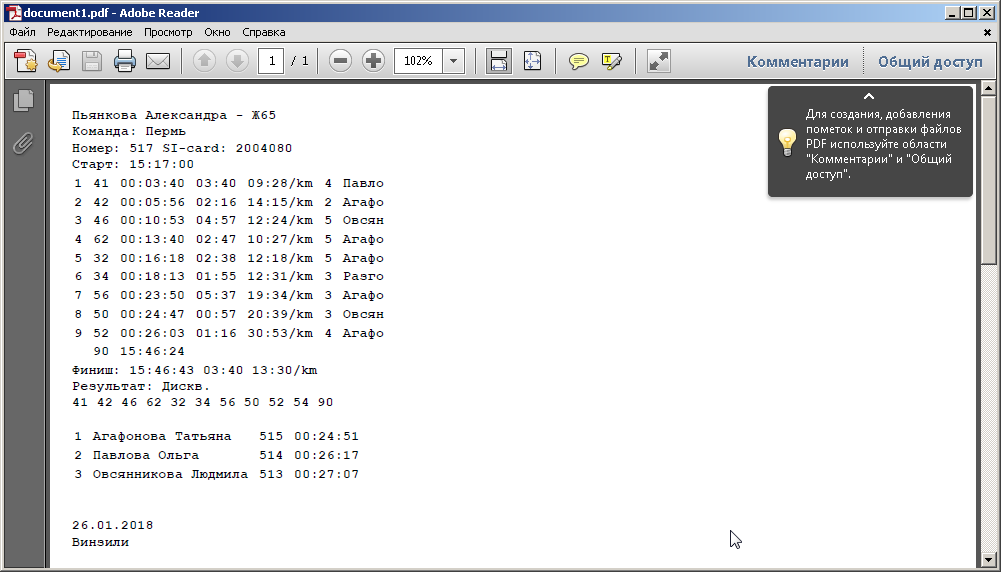 document1.pdf - Adobe Reader
Файл Редактирование Просмотр Окно Справка
1 / 1 102% Комментарии Общий доступ
Для создания, добавления
пометок и отправки файлов
PDF используйте области
"Комментарии" и "Общий
доступ".
Пьянкова Александра - Ж65
Команда: Пермь
Номер: 517 SI-card: 2004080
Старт: 15:17:00
1 41 00:03:40 03:40 09:28/km 4 Павло
2 42 00:05:56 02:16 14:15/km 2 Агафо
3 46 00:10:53 04:57 12:24/km 5 Овсян
4 62 00:13:40 02:47 10:27/km 5 Агафо
5 32 00:16:18 02:38 12:18/km 5 Агафо
6 34 00:18:13 01:55 12:31/km 3 Разго
7 56 00:23:50 05:37 19:34/km 3 Агафо
8 50 00:24:47 00:57 20:39/km 3 Овсян
9 52 00:26:03 01:16 30:53/km 4 Агафо
90 15:46:24
Финиш: 15:46:43 03:40 13:30/km
Результат: Дискв.
41 42 46 62 32 34 56 50 52 54 90
1 Агафонова Татьяна 515 00:24:51
2 Павлова Ольга 514 00:26:17
3 Овсянникова Людмила 513 00:27:07
26.01.2018
Винзили